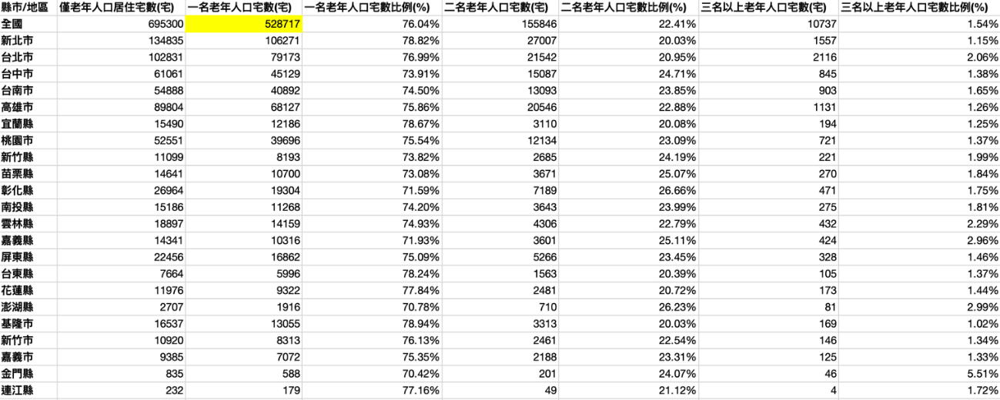 縣市/地區 僅老年人口居住宅數(宅) 一名老年人口宅數(宅) 一名老年人口宅數比例(%) 二名老年人口宅數(宅) 二名老年人口宅數比例(%) 三名以上老年人口宅數(宅) 三名以上老年人口宅數比例(%)
全國 695300 528717 76.04% 155846 22.41% 10737 1.54%
新北市 134835 106271 78.82% 27007 20.03% 1557 1.15%
台北市 102831 79173 76.99% 21542 20.95% 2116 2.06%
台中市 61061 45129 73.91% 15087 24.71% 845 1.38%
台南市 54888 40892 74.50% 13093 23.85% 903 1.65%
高雄市 89804 68127 75.86% 20546 22.88% 1131 1.26%
宜蘭縣 15490 12186 78.67% 3110 20.08% 194 1.25%
桃園市 52551 39696 75.54% 12134 23.09% 721 1.37%
新竹縣 11099 8193 73.82% 2685 24.19% 221 1.99%
苗栗縣 14641 10700 73.08% 3671 25.07% 270 1.84%
彰化縣 26964 19304 71.59% 7189 26.66% 471 1.75%
南投縣 15186 11268 74.20% 3643 23.99% 275 1.81%
雲林縣 18897 14159 74.93% 4306 22.79% 432 2.29%
嘉義縣 14341 10316 71.93% 3601 25.11% 424 2.96%
屏東縣 22456 16862 75.09% 5266 23.45% 328 1.46%
台東縣 7664 5996 78.24% 1563 20.39% 105 1.37%
花蓮縣 11976 9322 77.84% 2481 20.72% 173 1.44%
澎湖縣 2707 1916 70.78% 710 26.23% 81 2.99%
基隆市 16537 13055 78.94% 3313 20.03% 169 1.02%
新竹市 10920 8313 76.13% 2461 22.54% 146 1.34%
嘉義市 9385 7072 75.35% 2188 23.31% 125 1.33%
金門縣 835 588 70.42% 201 24.07% 46 5.51%
連江縣 232 179 77.16% 49 21.12% 4 1.72%